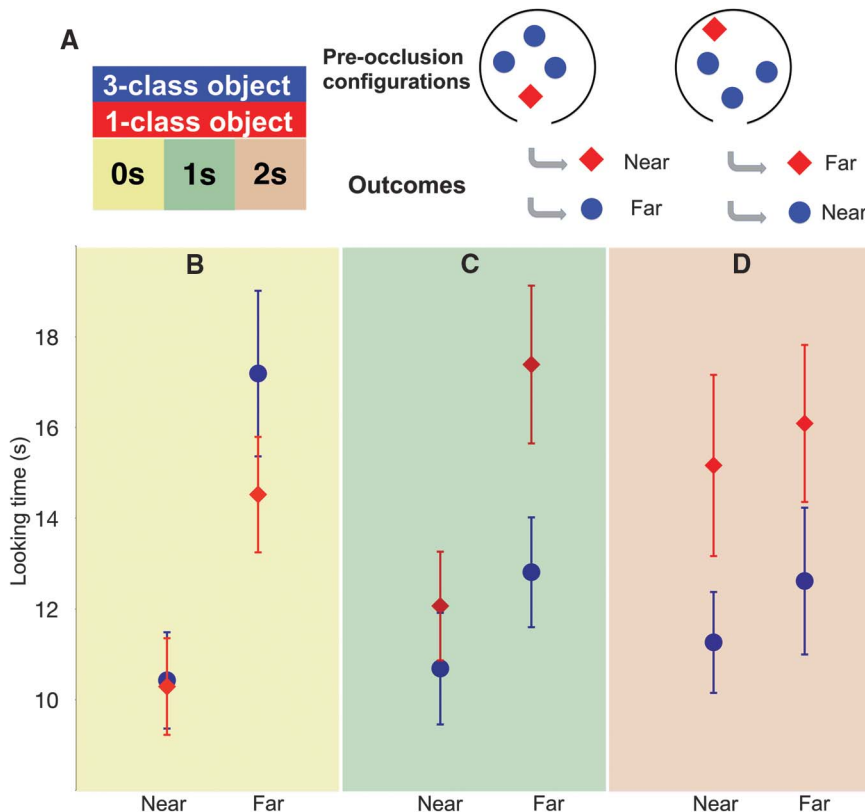 A
3-class object
1-class object
0s 1s 2s
Pre-occlusion
configurations
Outcomes
Near
Far
Far
Near
B
C
D
Looking time (s)
18
16
14
12
10
Near Far Near Far Near Far